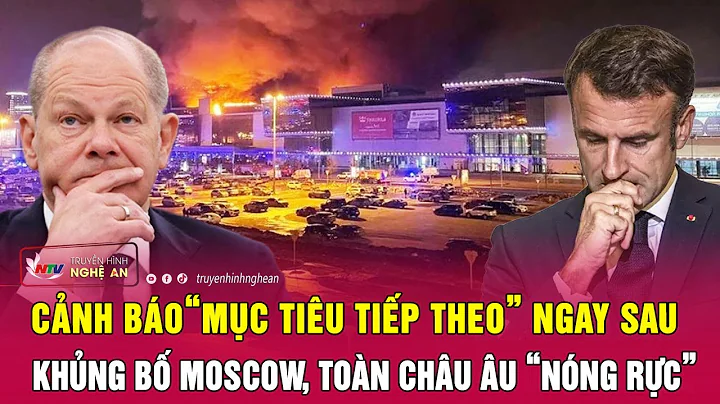 NTV
TRUYỀN HÌNH
NGHỆ AN
truyenhinhnghean
CẢNH BÁO“MỤC TIÊU TIẾP THEO” NGAY SAU
KHỦNG BỐ MOSCOW, TOÀN CHÂU ÂU “NÓNG RỰC”